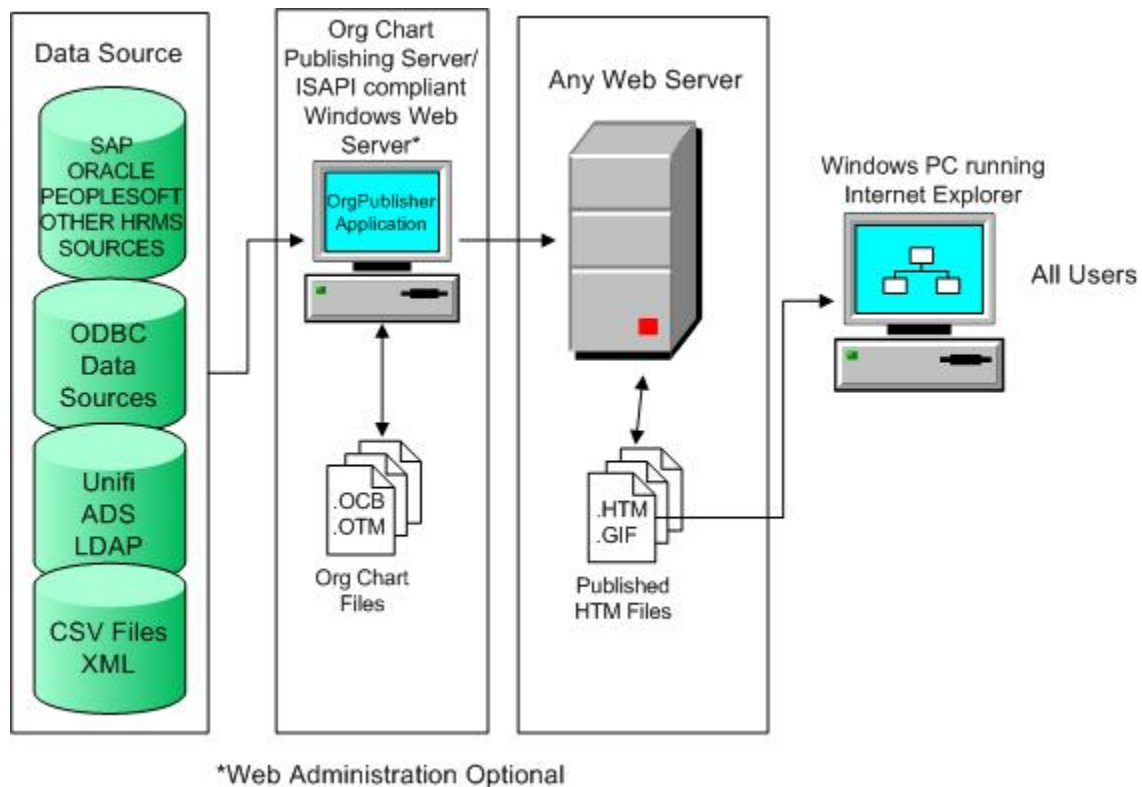 Data Source
SAP
ORACLE
PEOPLESOFT
OTHER HRMS
SOURCES
ODBC
Data
Sources
Unifi
ADS
LDAP
CSV Files
XML
Org Chart
Publishing Server/
ISAPI compliant
Windows Web
Server*
OrgPublisher
Application
.OCB
.OTM
Org Chart
Files
Any Web Server
.HTM
.GIF
Published
HTM Files
Windows PC running
Internet Explorer
All Users
*Web Administration Optional